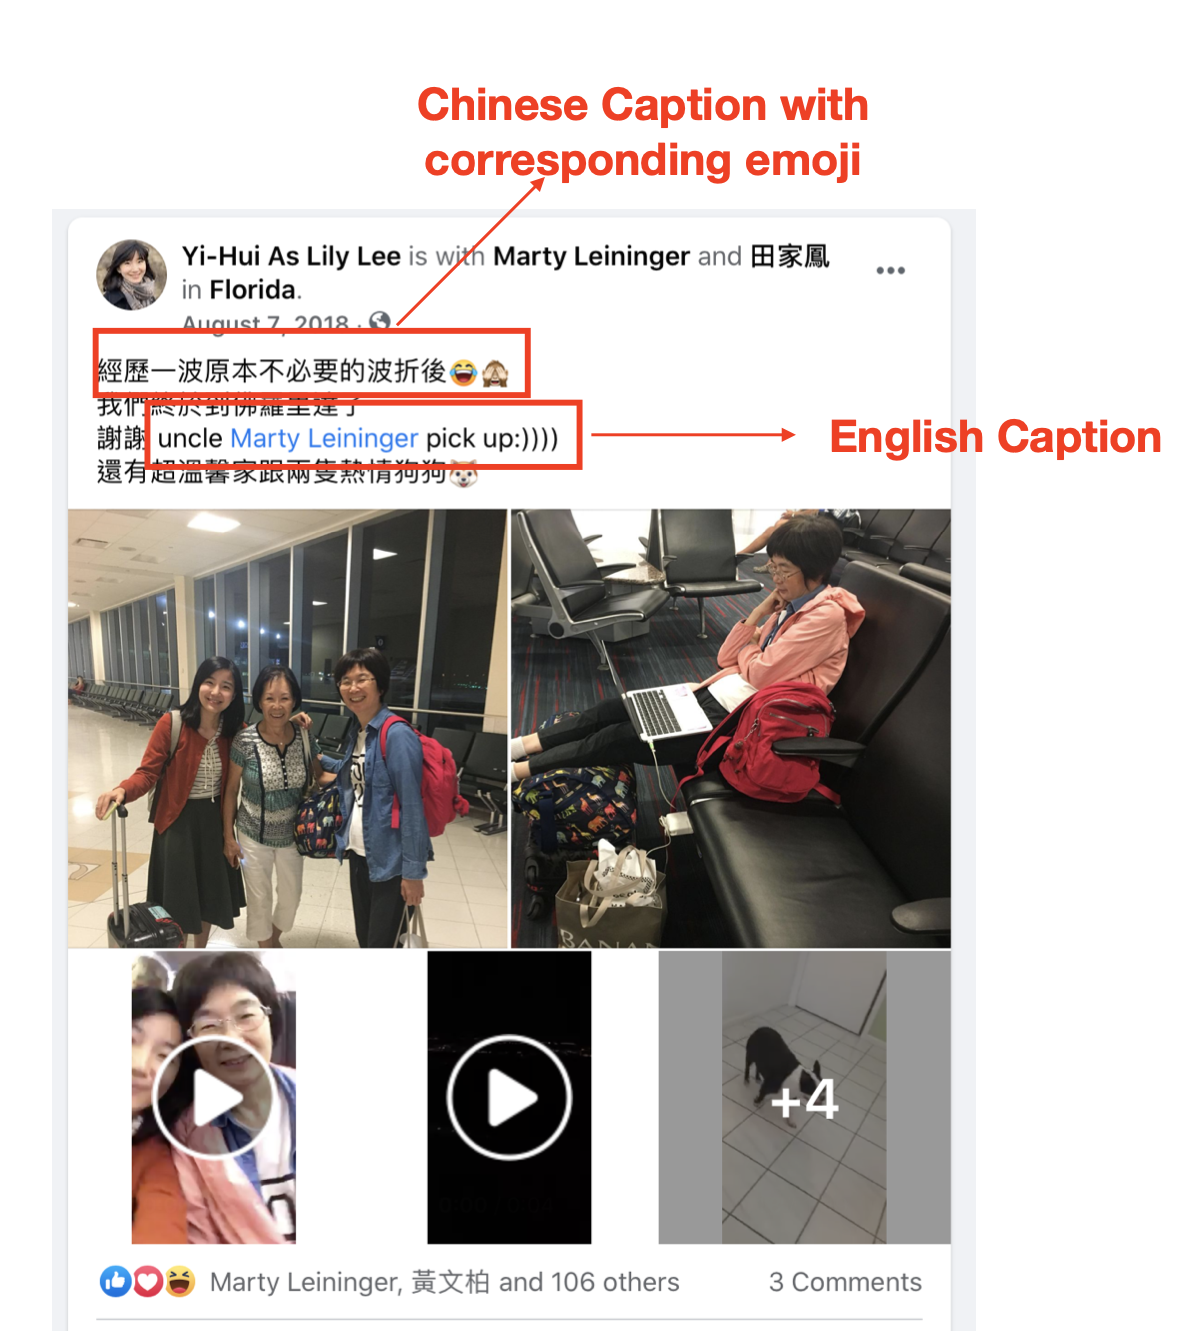 Chinese Caption with
corresponding emoji
Yi-Hui As Lily Lee is with Marty Leininger and 田家鳳
in Florida.
August 7, 2018 ·
經歷一波原本不必要的波折後😂🙈
我們終於到佛羅里達了
謝謝 uncle Marty Leininger pick up:))))
English Caption
還有超溫馨家跟兩隻熱情狗狗🐶
BANAN
+4
Marty Leininger, 黃文柏 and 106 others
3 Comments